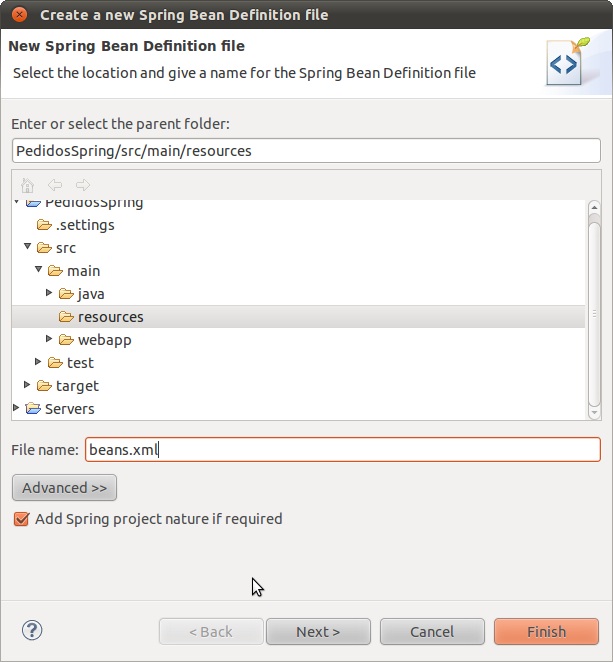 Create a new Spring Bean Definition file
New Spring Bean Definition file
Select the location and give a name for the Spring Bean Definition file
Enter or select the parent folder:
PedidosSpring/src/main/resources
PedidosSpring
.settings
src
main
java
resources
webapp
test
target
Servers
File name: beans.xml
Advanced >>
Add Spring project nature if required
? < Back Next > Cancel Finish